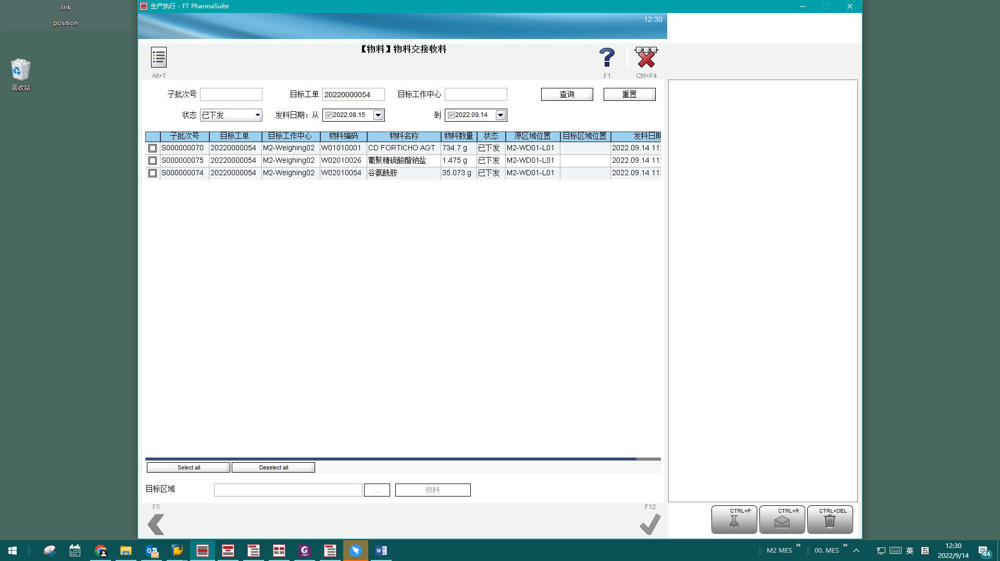 link
position
回收站
生产执行 - FT PharmaSuite
12:30
【物料】物料交接收料
Alt+T
F1
Ctrl+F4
子批次号
目标工单 20220000054
目标工作中心
查询
重置
状态 已下发
发料日期：从 2022.08.15
到 2022.09.14
子批次号 目标工单 目标工作中心 物料编码 物料名称 物料数量 状态 原区域位置 目标区域位置 发料日期
S000000070 20220000054 M2-Weighing02 W01010001 CD FORTICHO AGT 734.7 g 已下发 M2-WD01-L01 2022.09.14 11:
S000000075 20220000054 M2-Weighing02 W02010026 葡聚糖硫酸酯钠盐 1.475 g 已下发 M2-WD01-L01 2022.09.14 11:
S000000074 20220000054 M2-Weighing02 W02010054 谷氨酰胺 35.073 g 已下发 M2-WD01-L01 2022.09.14 11:
Select all
Deselect all
目标区域
...
收料
F5
F12
CTRL+P
CTRL+R
CTRL+DEL
M2 MES
00. MES
英
五
12:30
2022/9/14
44